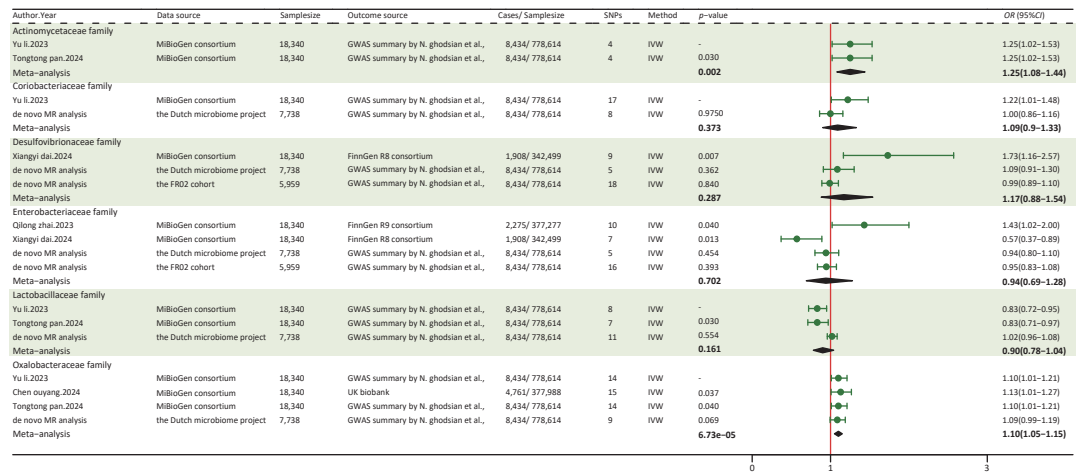 Author.Year Data source Samplesize Outcome source Cases/ Samplesize SNPs Method p−value OR (95%CI)
Actinomycetaceae family
Yu li.2023 MiBioGen consortium 18,340 GWAS summary by N. ghodsian et al., 8,434/ 778,614 4 IVW - 1.25(1.02−1.53)
Tongtong pan.2024 MiBioGen consortium 18,340 GWAS summary by N. ghodsian et al., 8,434/ 778,614 4 IVW 0.030 1.25(1.02−1.53)
Meta−analysis 0.002 1.25(1.08−1.44)
Coriobacteriaceae family
Yu li.2023 MiBioGen consortium 18,340 GWAS summary by N. ghodsian et al., 8,434/ 778,614 17 IVW - 1.22(1.01−1.48)
de novo MR analysis the Dutch microbiome project 7,738 GWAS summary by N. ghodsian et al., 8,434/ 778,614 8 IVW 0.9750 1.00(0.86−1.16)
Meta−analysis 0.373 1.09(0.9−1.33)
Desulfovibrionaceae family
Xiangyi dai.2024 MiBioGen consortium 18,340 FinnGen R8 consortium 1,908/ 342,499 9 IVW 0.007 1.73(1.16−2.57)
de novo MR analysis the Dutch microbiome project 7,738 GWAS summary by N. ghodsian et al., 8,434/ 778,614 5 IVW 0.362 1.09(0.91−1.30)
de novo MR analysis the FR02 cohort 5,959 GWAS summary by N. ghodsian et al., 8,434/ 778,614 18 IVW 0.840 0.99(0.89−1.10)
Meta−analysis 0.287 1.17(0.88−1.54)
Enterobacteriaceae family
Qilong zhai.2023 MiBioGen consortium 18,340 FinnGen R9 consortium 2,275/ 377,277 10 IVW 0.040 1.43(1.02−2.00)
Xiangyi dai.2024 MiBioGen consortium 18,340 FinnGen R8 consortium 1,908/ 342,499 7 IVW 0.013 0.57(0.37−0.89)
de novo MR analysis the Dutch microbiome project 7,738 GWAS summary by N. ghodsian et al., 8,434/ 778,614 5 IVW 0.454 0.94(0.80−1.10)
de novo MR analysis the FR02 cohort 5,959 GWAS summary by N. ghodsian et al., 8,434/ 778,614 16 IVW 0.393 0.95(0.83−1.08)
Meta−analysis 0.702 0.94(0.69−1.28)
Lactobacillaceae family
Yu li.2023 MiBioGen consortium 18,340 GWAS summary by N. ghodsian et al., 8,434/ 778,614 8 IVW - 0.83(0.72−0.95)
Tongtong pan.2024 MiBioGen consortium 18,340 GWAS summary by N. ghodsian et al., 8,434/ 778,614 7 IVW 0.030 0.83(0.71−0.97)
de novo MR analysis the Dutch microbiome project 7,738 GWAS summary by N. ghodsian et al., 8,434/ 778,614 11 IVW 0.554 1.02(0.96−1.08)
Meta−analysis 0.161 0.90(0.78−1.04)
Oxalobacteraceae family
Yu li.2023 MiBioGen consortium 18,340 GWAS summary by N. ghodsian et al., 8,434/ 778,614 14 IVW - 1.10(1.01−1.21)
Chen ouyang.2024 MiBioGen consortium 18,340 UK biobank 4,761/ 377,988 15 IVW 0.037 1.13(1.01−1.27)
Tongtong pan.2024 MiBioGen consortium 18,340 GWAS summary by N. ghodsian et al., 8,434/ 778,614 14 IVW 0.040 1.10(1.01−1.21)
de novo MR analysis the Dutch microbiome project 7,738 GWAS summary by N. ghodsian et al., 8,434/ 778,614 9 IVW 0.069 1.09(0.99−1.19)
Meta−analysis 6.73e−05 1.10(1.05−1.15)
0 1 3